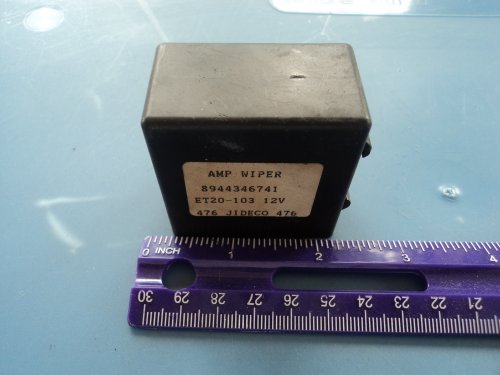 AMP WIPER
8944346741
ET20-103 12V
476 JIDECO 476
0 INCH 1 2 3 4
30 29 28 27 26 25 24 23 22 21